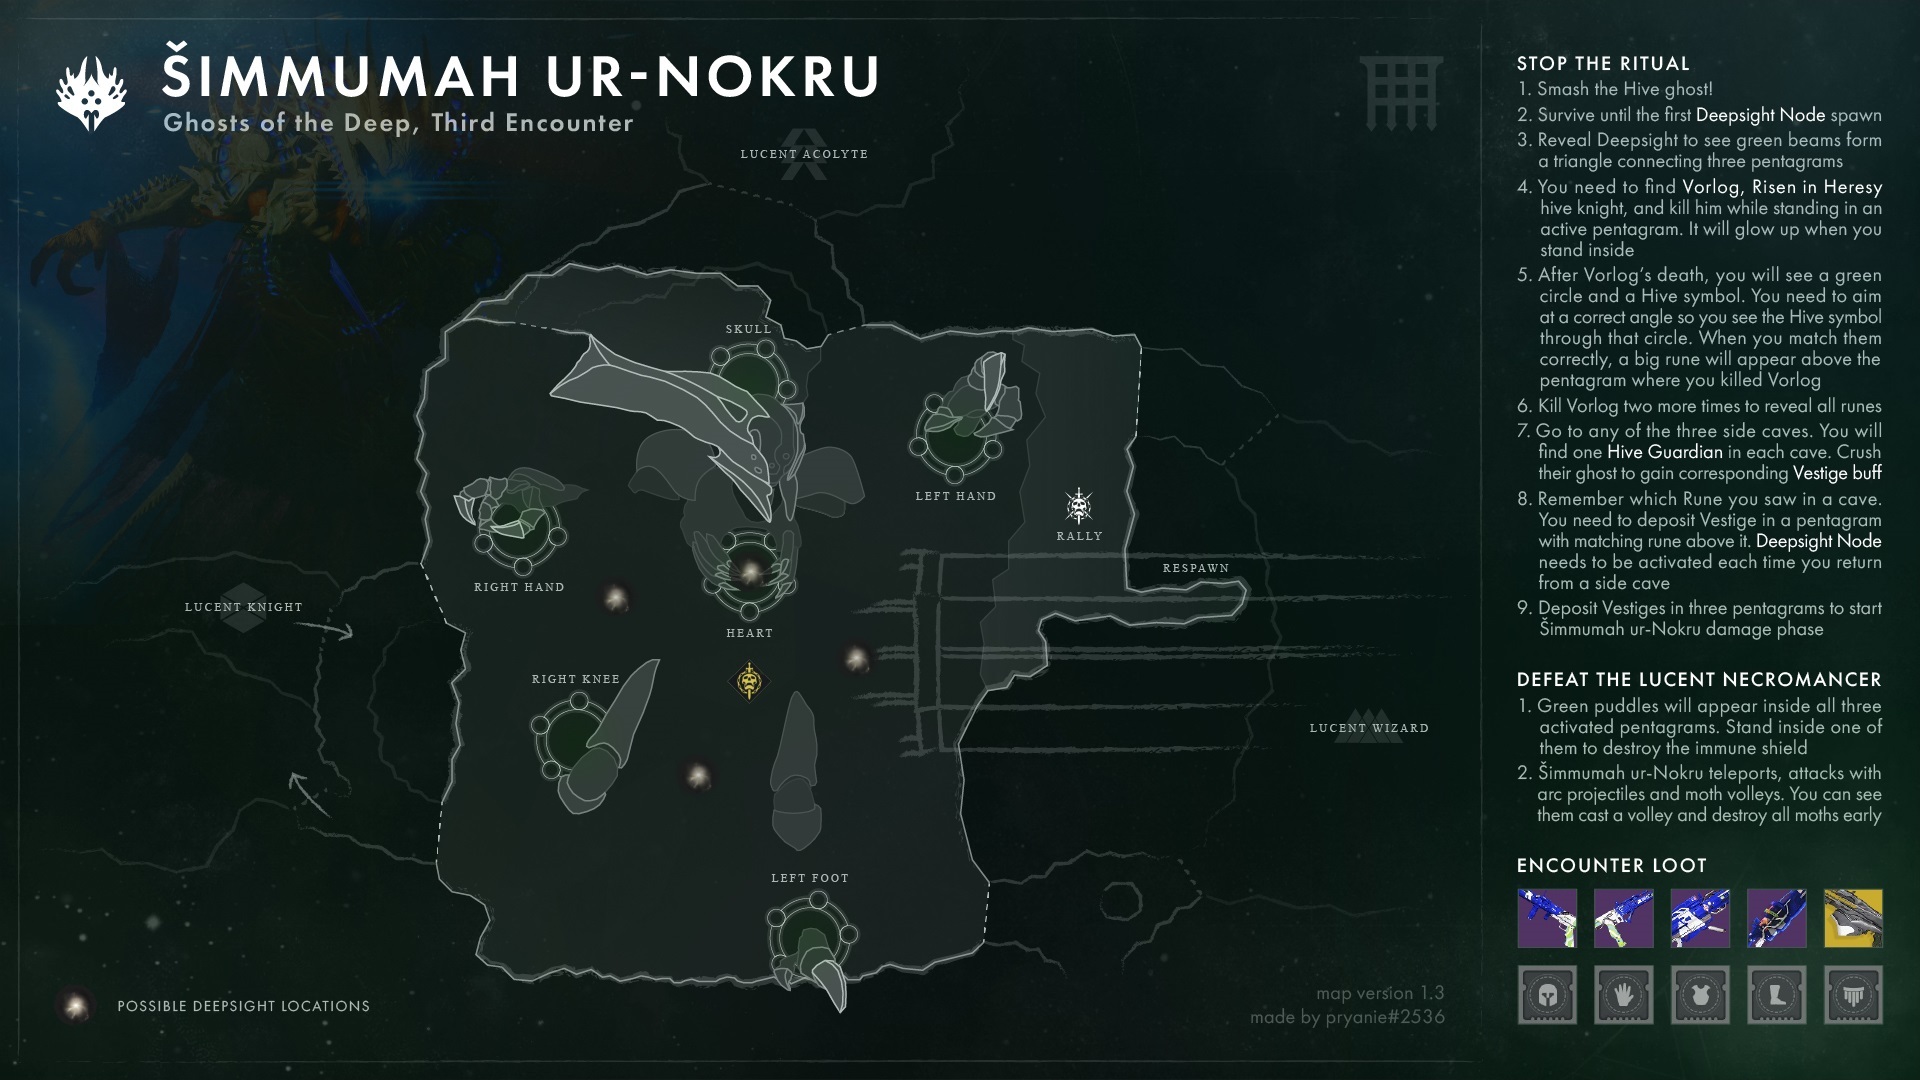 ŠIMMUMAH UR-NOKRU
Ghosts of the Deep, Third Encounter
LUCENT ACOLYTE
SKULL
LEFT HAND
RALLY
RESPAWN
RIGHT HAND
LUCENT KNIGHT
HEART
RIGHT KNEE
LUCENT WIZARD
LEFT FOOT
POSSIBLE DEEPSIGHT LOCATIONS
map version 1.3
made by pryanie#2536
STOP THE RITUAL
1. Smash the Hive ghost!
2. Survive until the first Deepsight Node spawn
3. Reveal Deepsight to see green beams form
a triangle connecting three pentagrams
4. You need to find Vorlog, Risen in Heresy
hive knight, and kill him while standing in an
active pentagram. It will glow up when you
stand inside
5. After Vorlog's death, you will see a green
circle and a Hive symbol. You need to aim
at a correct angle so you see the Hive symbol
through that circle. When you match them
correctly, a big rune will appear above the
pentagram where you killed Vorlog
6. Kill Vorlog two more times to reveal all runes
7. Go to any of the three side caves. You will
find one Hive Guardian in each cave. Crush
their ghost to gain corresponding Vestige buff
8. Remember which Rune you saw in a cave.
You need to deposit Vestige in a pentagram
with matching rune above it. Deepsight Node
needs to be activated each time you return
from a side cave
9. Deposit Vestiges in three pentagrams to start
Šimmumah ur-Nokru damage phase
DEFEAT THE LUCENT NECROMANCER
1. Green puddles will appear inside all three
activated pentagrams. Stand inside one of
them to destroy the immune shield
2. Šimmumah ur-Nokru teleports, attacks with
arc projectiles and moth volleys. You can see
them cast a volley and destroy all moths early
ENCOUNTER LOOT